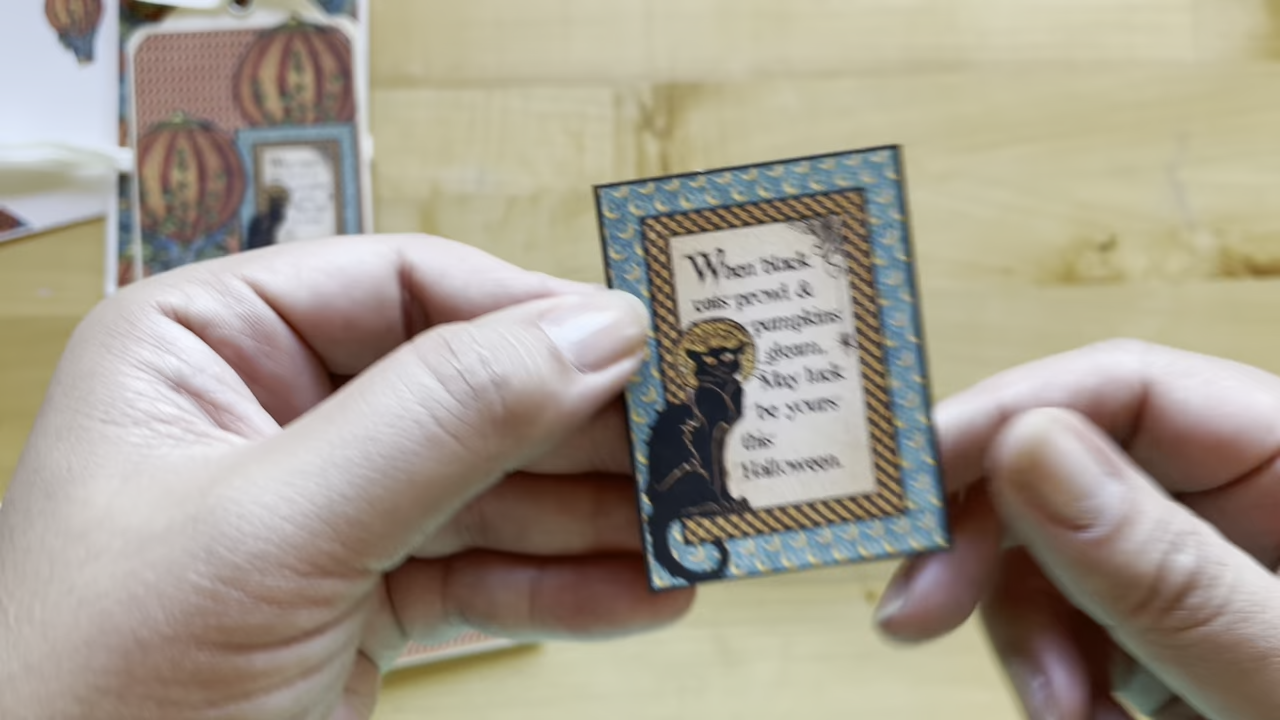 When black
cats prowl &
pumpkins
gleam,
May luck
be yours
this
Halloween.